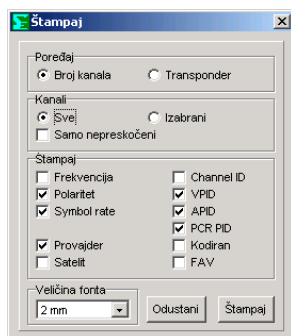 Štampaj
Poređaj
Broj kanala Transponder
Kanali
Sve Izabrani
Samo nepreskočeni
Štampaj
Frekvencija Channel ID
Polaritet VPID
Symbol rate APID
PCR PID
Provajder Kodiran
Satelit FAV
Veličina fonta
2 mm Odustani Štampaj